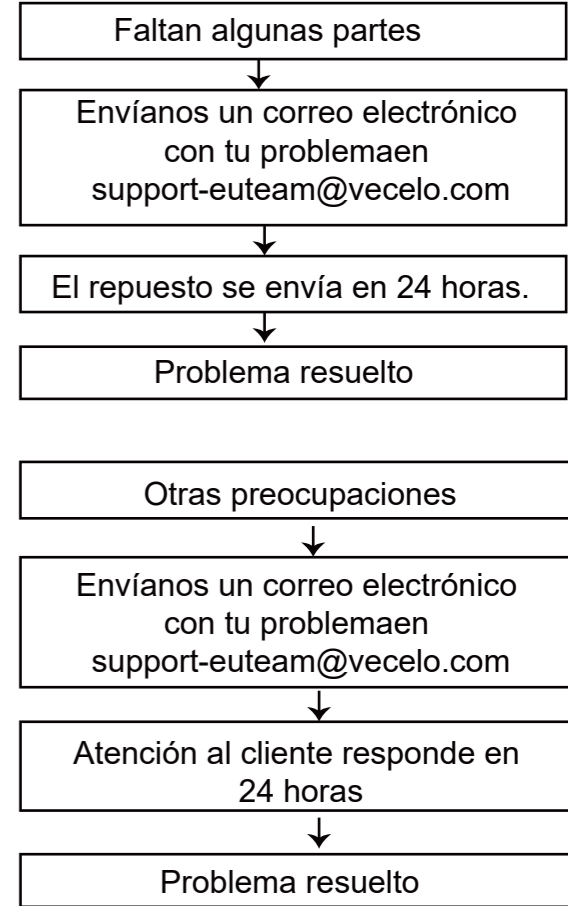 Faltan algunas partes
Envíanos un correo electrónico
con tu problemaen
support-euteam@vecelo.com
El repuesto se envía en 24 horas.
Problema resuelto
Otras preocupaciones
Envíanos un correo electrónico
con tu problemaen
support-euteam@vecelo.com
Atención al cliente responde en
24 horas
Problema resuelto